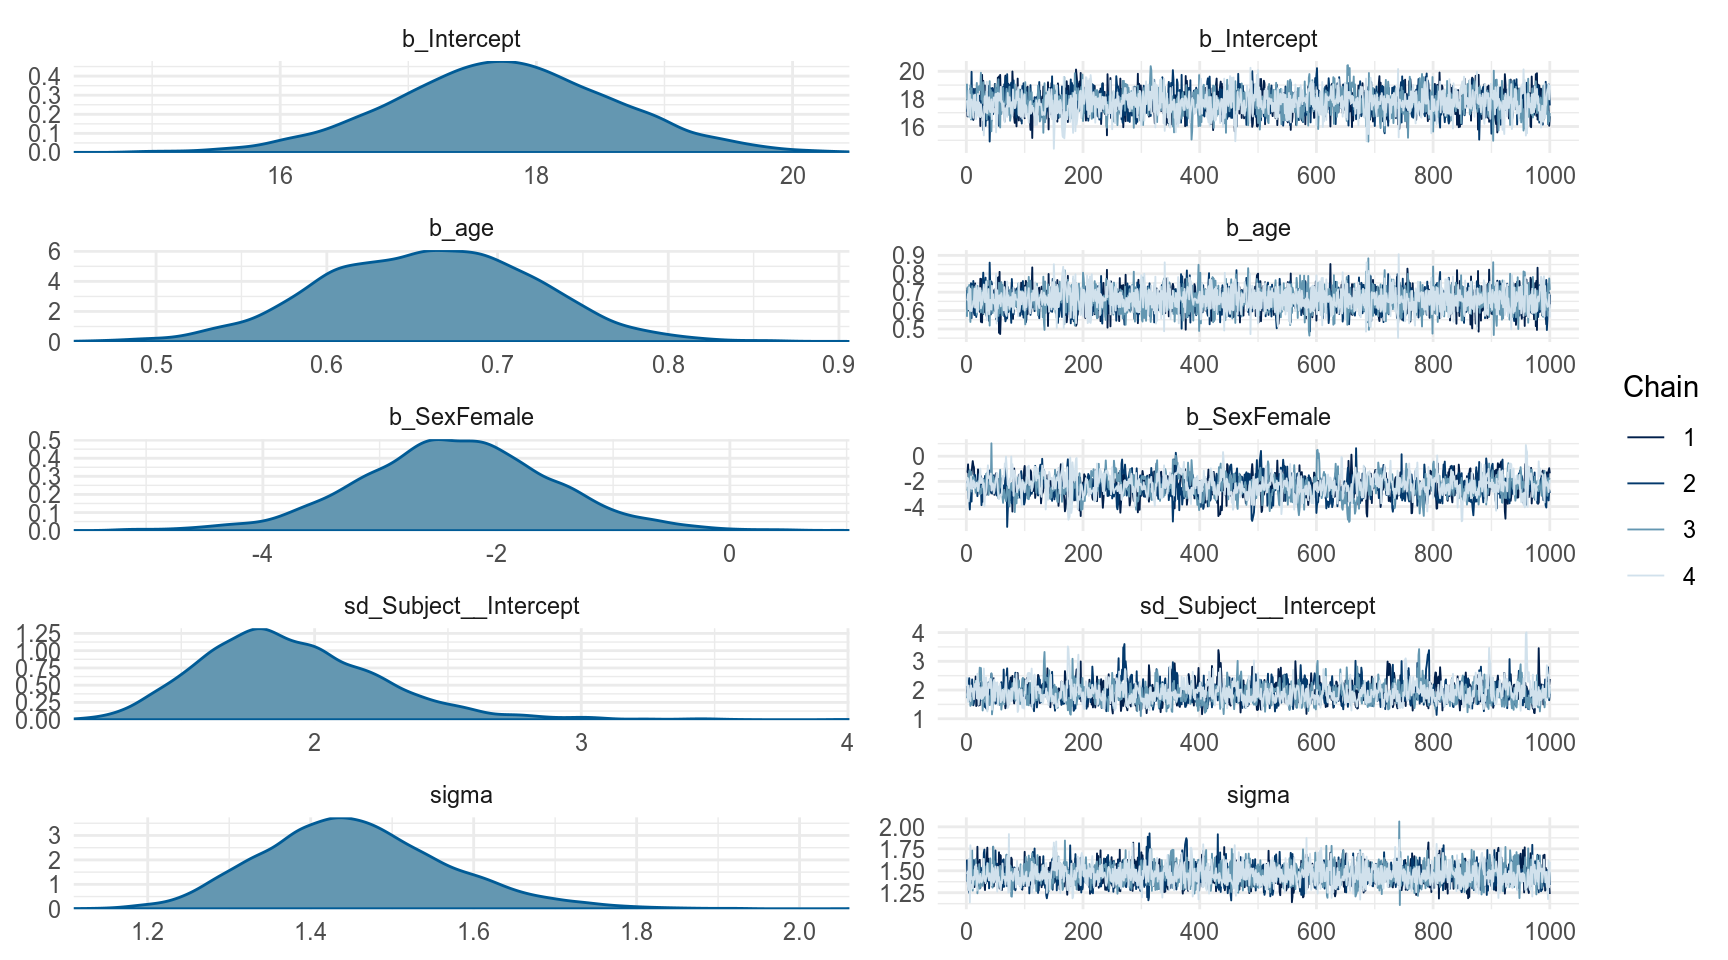 b_Intercept
0.4
0.3
0.2
0.1
0.0
16 18 20
b_Intercept
20
18
16
0 200 400 600 800 1000
b_age
6
4
2
0
0.5 0.6 0.7 0.8 0.9
b_age
0.9
0.8
0.7
0.6
0.5
0 200 400 600 800 1000
b_SexFemale
0.5
0.4
0.3
0.2
0.1
0.0
-4 -2 0
b_SexFemale
0
-2
-4
0 200 400 600 800 1000
sd_Subject__Intercept
1.25
1.00
0.75
0.50
0.25
0.00
2 3 4
sd_Subject__Intercept
4
3
2
1
0 200 400 600 800 1000
sigma
3
2
1
0
1.2 1.4 1.6 1.8 2.0
sigma
2.00
1.75
1.50
1.25
0 200 400 600 800 1000
Chain
1
2
3
4